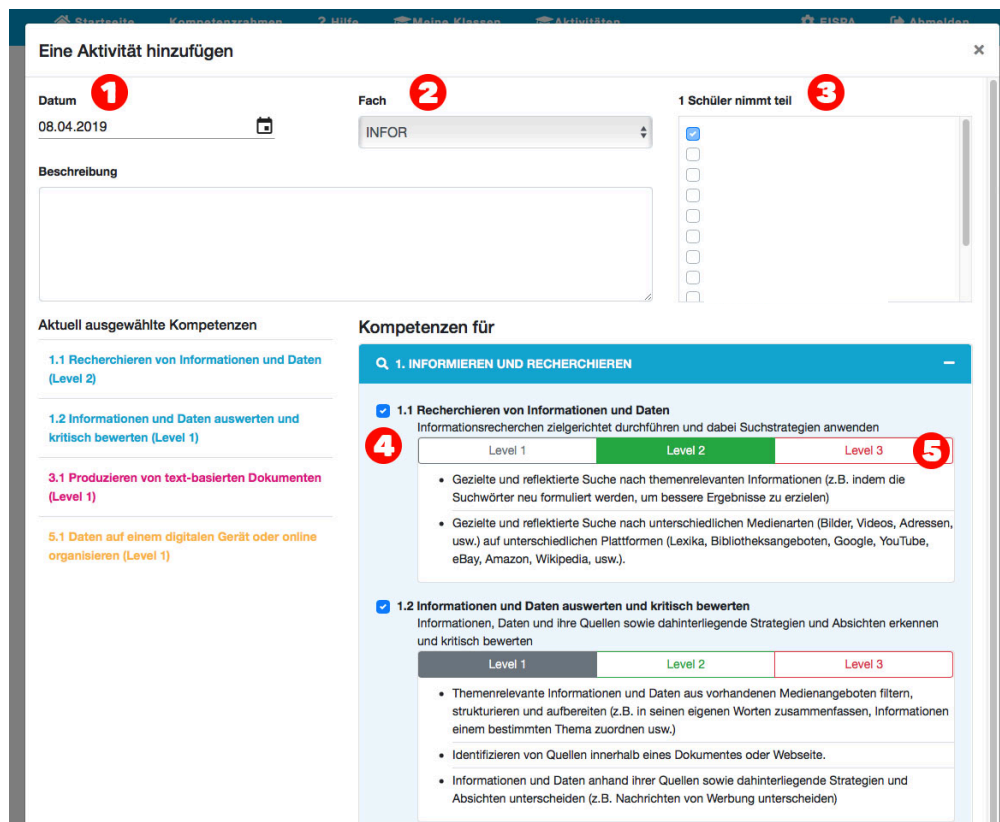 Startseite Kompetenzrahmen ? Hilfe Meine Klassen Aktivitäten EISPA Abmelden
Eine Aktivität hinzufügen ×
Datum 1 Fach 2 1 Schüler nimmt teil 3
08.04.2019 INFOR
Beschreibung
Aktuell ausgewählte Kompetenzen
1.1 Recherchieren von Informationen und Daten
(Level 2)
1.2 Informationen und Daten auswerten und
kritisch bewerten (Level 1)
3.1 Produzieren von text-basierten Dokumenten
(Level 1)
5.1 Daten auf einem digitalen Gerät oder online
organisieren (Level 1)
Kompetenzen für
1. INFORMIEREN UND RECHERCHIEREN
1.1 Recherchieren von Informationen und Daten
Informationsrecherchen zielgerichtet durchführen und dabei Suchstrategien anwenden
4 Level 1 Level 2 Level 3 5
• Gezielte und reflektierte Suche nach themenrelevanten Informationen (z.B. indem die
Suchwörter neu formuliert werden, um bessere Ergebnisse zu erzielen)
• Gezielte und reflektierte Suche nach unterschiedlichen Medienarten (Bilder, Videos, Adressen,
usw.) auf unterschiedlichen Plattformen (Lexika, Bibliotheksangeboten, Google, YouTube,
eBay, Amazon, Wikipedia, usw.).
1.2 Informationen und Daten auswerten und kritisch bewerten
Informationen, Daten und ihre Quellen sowie dahinterliegende Strategien und Absichten erkennen
und kritisch bewerten
Level 1 Level 2 Level 3
• Themenrelevante Informationen und Daten aus vorhandenen Medienangeboten filtern,
strukturieren und aufbereiten (z.B. in seinen eigenen Worten zusammenfassen, Informationen
einem bestimmten Thema zuordnen usw.)
• Identifizieren von Quellen innerhalb eines Dokumentes oder Webseite.
• Informationen und Daten anhand ihrer Quellen sowie dahinterliegende Strategien und
Absichten unterscheiden (z.B. Nachrichten von Werbung unterscheiden)